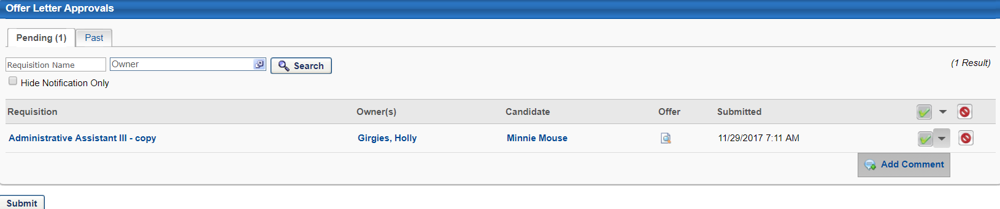 Offer Letter Approvals
Pending (1) Past
Requisition Name Owner Search (1 Result)
Hide Notification Only
Requisition Owner(s) Candidate Offer Submitted
Administrative Assistant III - copy Girgies, Holly Minnie Mouse 11/29/2017 7:11 AM
Add Comment
Submit